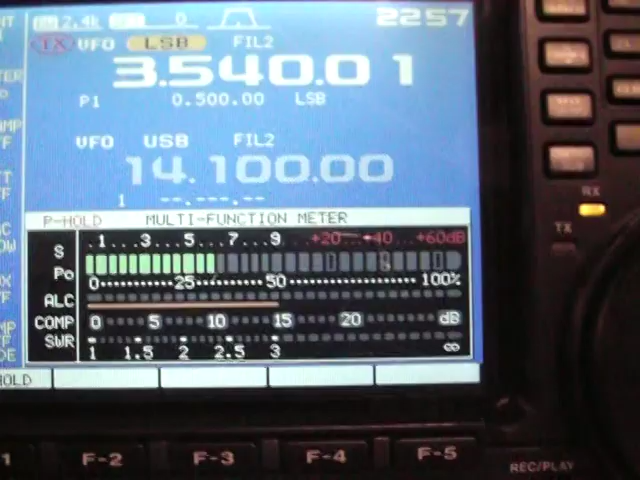 2.4k 0 2257
TX VFO LSB FIL2
3.540.01
P1 0.500.00 LSB
VFO USB FIL2
14.100.00
1 --.---.--
P-HOLD MULTI-FUNCTION METER
S 1 3 5 7 9 +20 +40 +60dB
Po 0 25 50 100%
ALC
COMP 0 5 10 15 20 dB
SWR 1 1.5 2 2.5 3 ∞
RX
TX
F-2 F-3 F-4 F-5
REC/PLAY